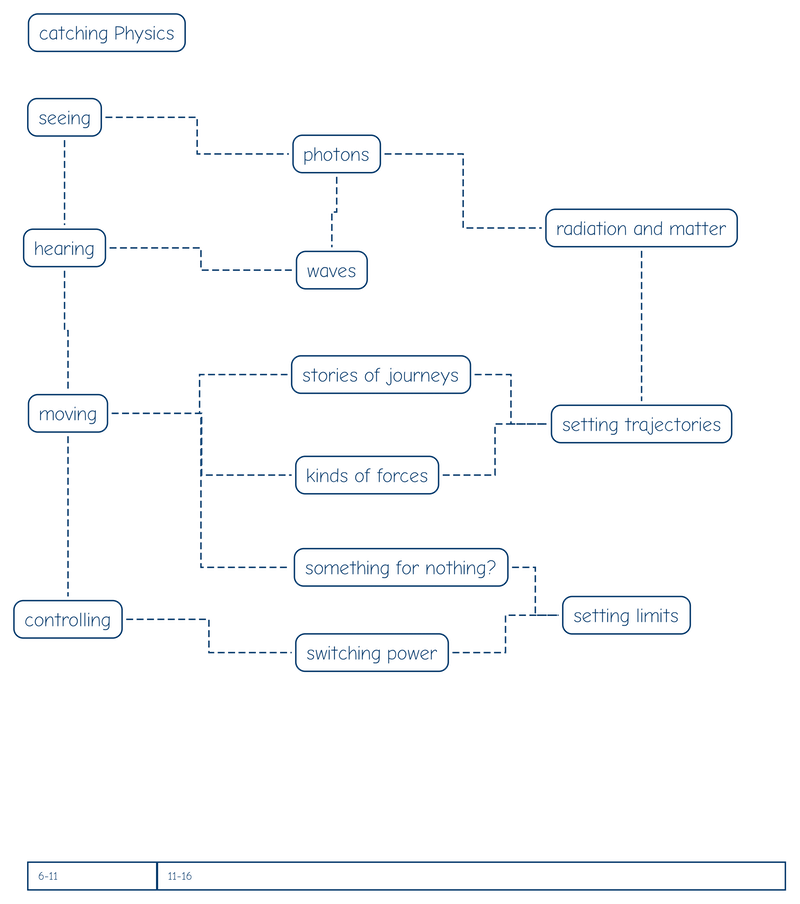 catching Physics
seeing
photons
radiation and matter
hearing
waves
stories of journeys
moving
setting trajectories
kinds of forces
something for nothing?
setting limits
controlling
switching power
6-11
11-16